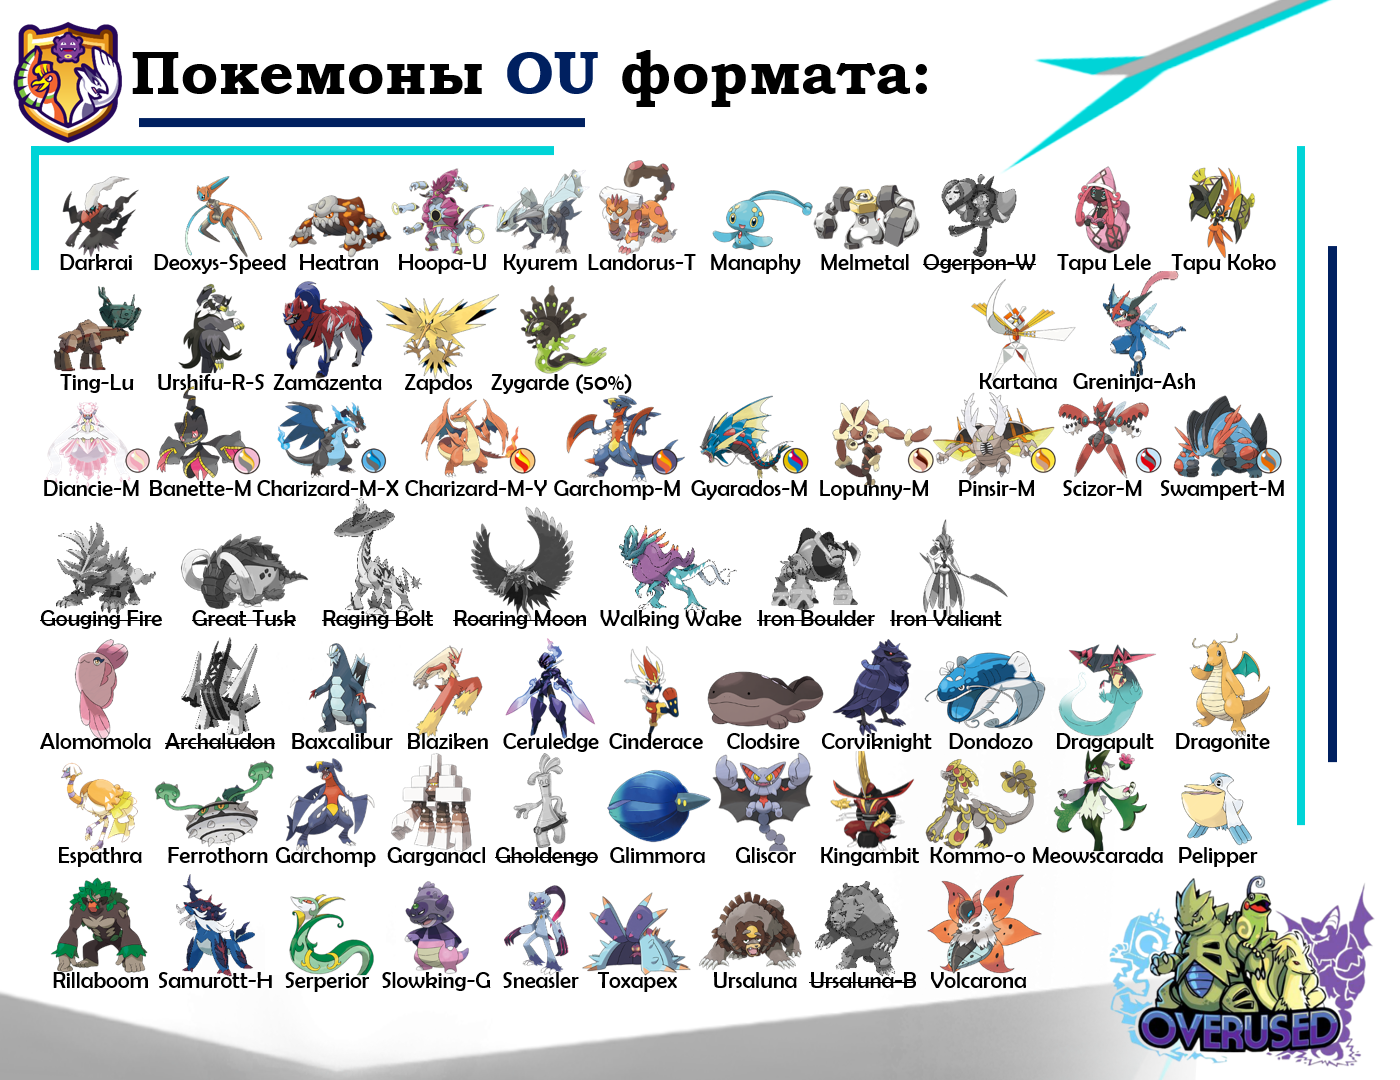 Покемоны OU формата:
Darkrai Deoxys-Speed Heatran Hoopa-U Kyurem Landorus-T Manaphy Melmetal Ogerpon-W Tapu Lele Tapu Koko
Ting-Lu Urshifu-R-S Zamazenta Zapdos Zygarde (50%) Kartana Greninja-Ash
Diancie-M Banette-M Charizard-M-X Charizard-M-Y Garchomp-M Gyarados-M Lopunny-M Pinsir-M Scizor-M Swampert-M
Gouging Fire Great Tusk Raging Bolt Roaring Moon Walking Wake Iron Boulder Iron Valiant
Alomomola Archaludon Baxcalibur Blaziken Ceruledge Cinderace Clodsire Corviknight Dondozo Dragapult Dragonite
Espathra Ferrothorn Garchomp Garganacl Gholdengo Glimmora Gliscor Kingambit Kommo-o Meowscarada Pelipper
Rillaboom Samurott-H Serperior Slowking-G Sneasler Toxapex Ursaluna Ursaluna-B Volcarona
OVERUSED